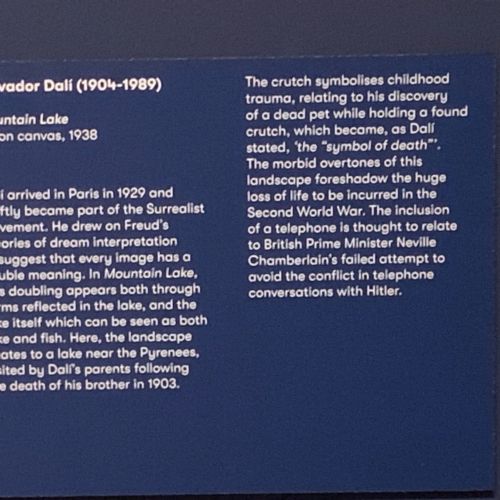 vador Dalí (1904-1989)
untain Lake
on canvas, 1938
í arrived in Paris in 1929 and
ftly became part of the Surrealist
vement. He drew on Freud's
ories of dream interpretation
suggest that every image has a
uble meaning. In Mountain Lake,
s doubling appears both through
rms reflected in the lake, and the
ke itself which can be seen as both
ke and fish. Here, the landscape
ates to a lake near the Pyrenees,
sited by Dalí's parents following
e death of his brother in 1903.
The crutch symbolises childhood
trauma, relating to his discovery
of a dead pet while holding a found
crutch, which became, as Dalí
stated, ‘the “symbol of death”’.
The morbid overtones of this
landscape foreshadow the huge
loss of life to be incurred in the
Second World War. The inclusion
of a telephone is thought to relate
to British Prime Minister Neville
Chamberlain's failed attempt to
avoid the conflict in telephone
conversations with Hitler.